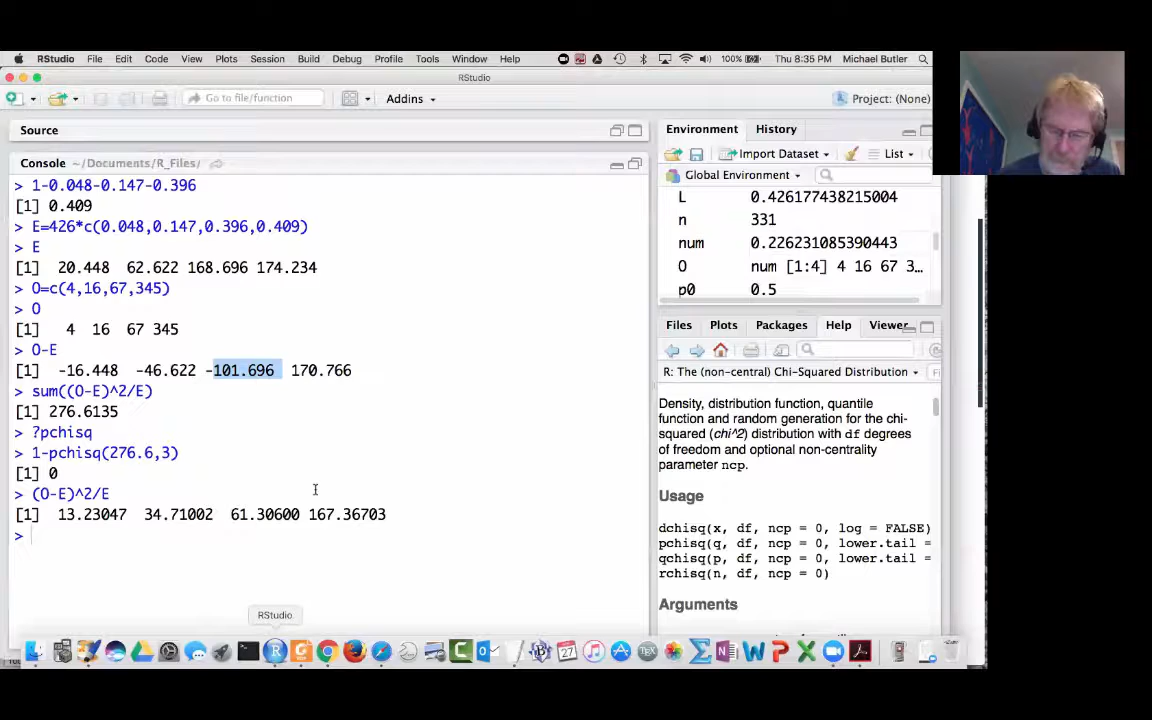 RStudio File Edit Code View Plots Session Build Debug Profile Tools Window Help 100% Thu 8:35 PM Michael Butler
RStudio
Go to file/function Addins Project: (None)
Source
Console ~/Documents/R_Files/
> 1-0.048-0.147-0.396
[1] 0.409
> E=426*c(0.048,0.147,0.396,0.409)
> E
[1] 20.448 62.622 168.696 174.234
> O=c(4,16,67,345)
> O
[1] 4 16 67 345
> O-E
[1] -16.448 -46.622 -101.696 170.766
> sum((O-E)^2/E)
[1] 276.6135
> ?pchisq
> 1-pchisq(276.6,3)
[1] 0
> (O-E)^2/E
[1] 13.23047 34.71002 61.30600 167.36703
>
Environment History
Import Dataset List
Global Environment
L 0.426177438215004
n 331
num 0.226231085390443
O num [1:4] 4 16 67 3…
p0 0.5
Files Plots Packages Help Viewer
R: The (non-central) Chi-Squared Distribution
Density, distribution function, quantile
function and random generation for the chi-
squared (chi^2) distribution with df degrees
of freedom and optional non-centrality
parameter ncp.
Usage
dchisq(x, df, ncp = 0, log = FALSE)
pchisq(q, df, ncp = 0, lower.tail =
qchisq(p, df, ncp = 0, lower.tail =
rchisq(n, df, ncp = 0)
Arguments
RStudio
27